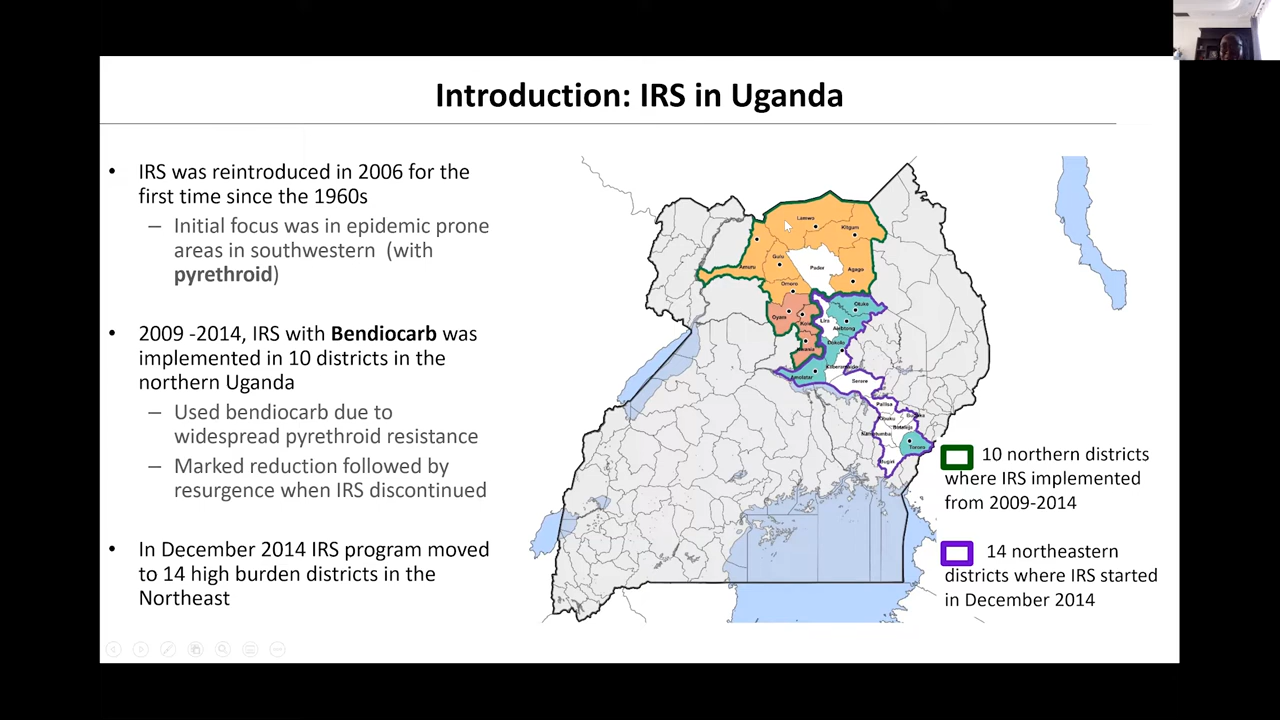 Introduction: IRS in Uganda
• IRS was reintroduced in 2006 for the
first time since the 1960s
– Initial focus was in epidemic prone
areas in southwestern (with
pyrethroid)
• 2009 -2014, IRS with Bendiocarb was
implemented in 10 districts in the
northern Uganda
– Used bendiocarb due to
widespread pyrethroid resistance
– Marked reduction followed by
resurgence when IRS discontinued
• In December 2014 IRS program moved
to 14 high burden districts in the
Northeast
Lamwo
Kitgum
Amuru
Gulu
Pader
Agago
Omoro
Oyam
Otuke
Lira
Alebtong
Dokolo
Amolatar
Kaberamaido
Serere
Pallisa
Butaleja
Tororo
Bugiri
10 northern districts
where IRS implemented
from 2009-2014
14 northeastern
districts where IRS started
in December 2014